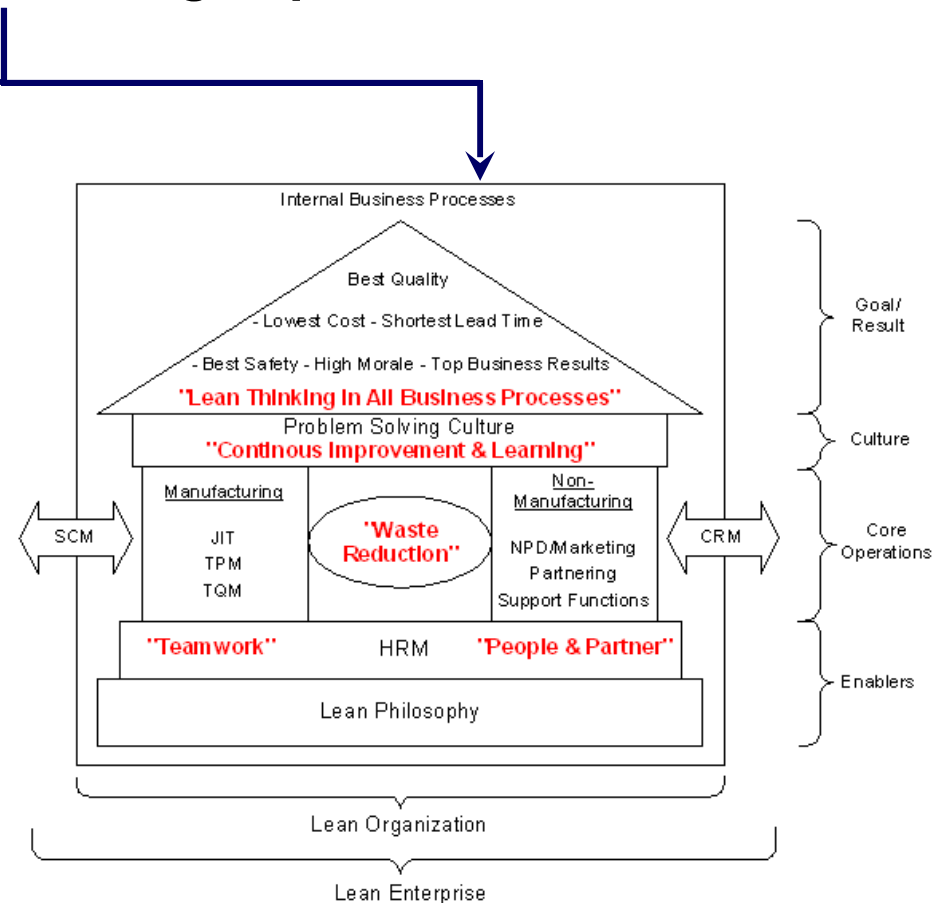 Internal Business Processes
Best Quality
- Lowest Cost - Shortest Lead Time
- Best Safety - High Morale - Top Business Results
"Lean Thinking in All Business Processes"
Goal/
Result
Problem Solving Culture
"Continous Improvement & Learning"
Culture
Manufacturing
JIT
TPM
TQM
"Waste
Reduction"
Non-
Manufacturing
NPD/Marketing
Partnering
Support Functions
SCM
CRM
Core
Operations
"Teamwork"
HRM
"People & Partner"
Enablers
Lean Philosophy
Lean Organization
Lean Enterprise